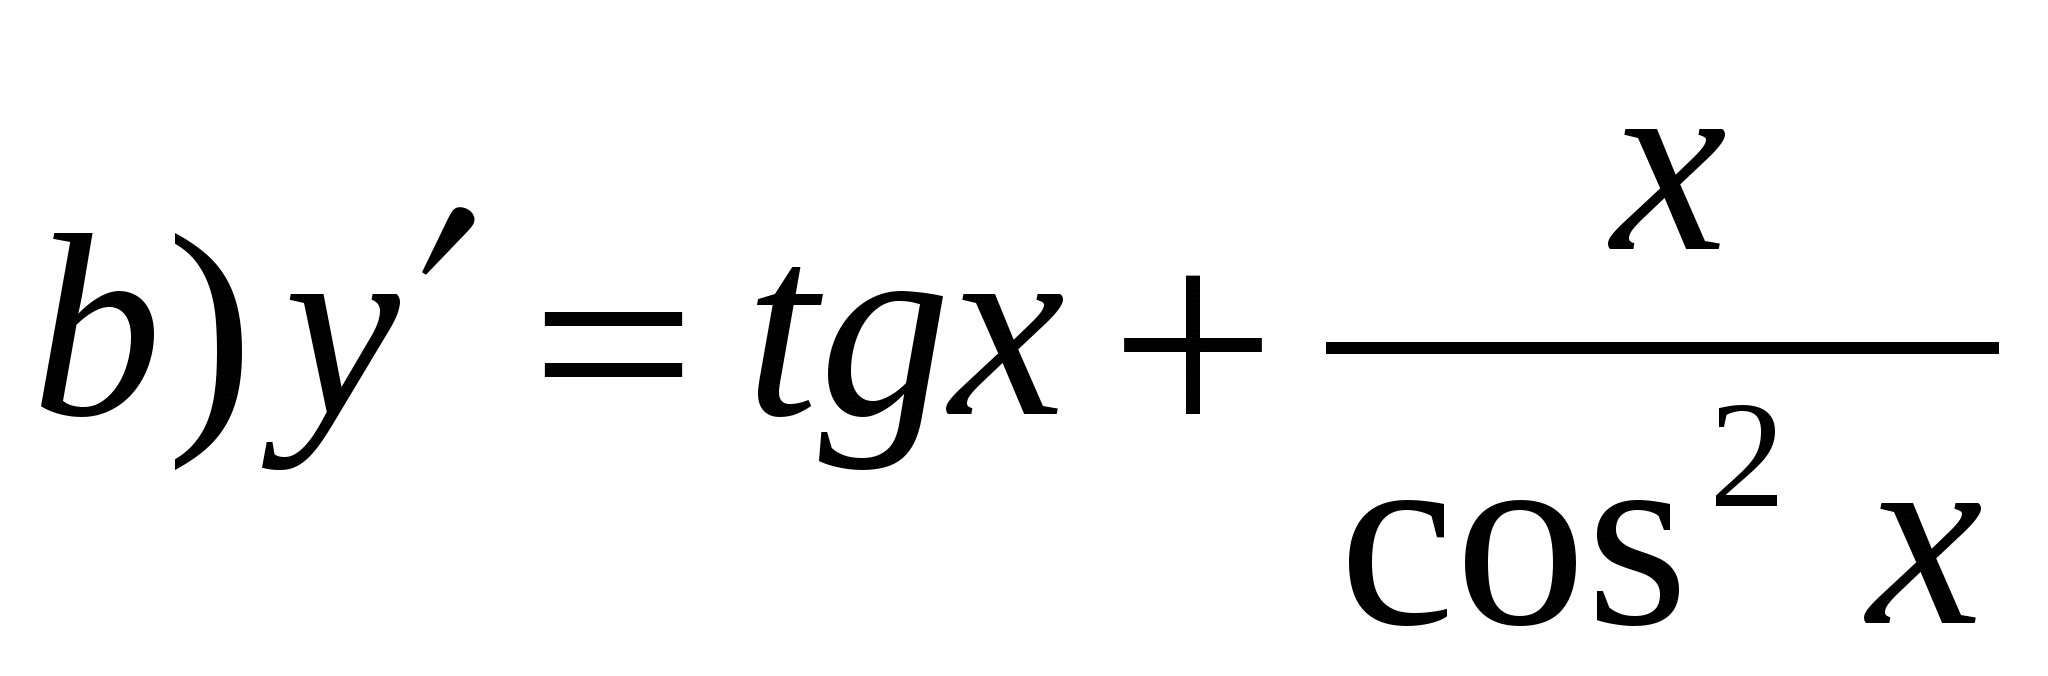 b) y′ = tgx + x / cos² x